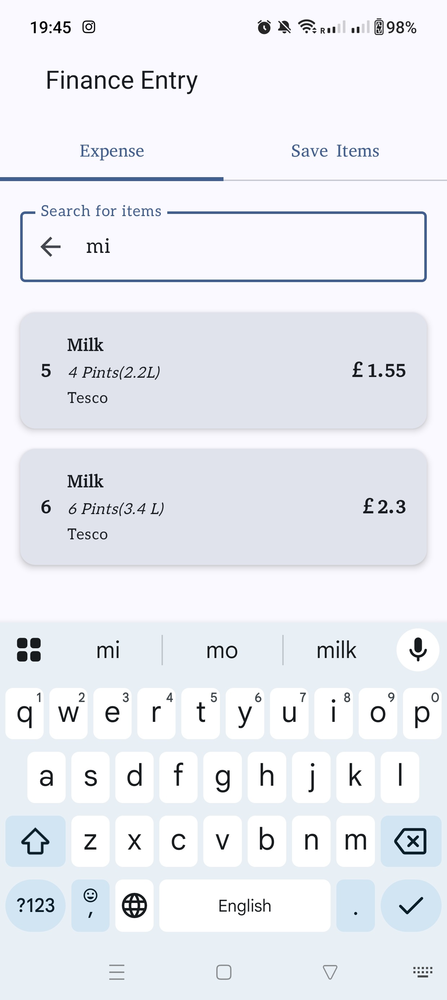 19:45 R 98%
Finance Entry
Expense Save Items
Search for items
mi
Milk
5 4 Pints(2.2L) £ 1.55
Tesco
Milk
6 6 Pints(3.4 L) £ 2.3
Tesco
mi mo milk
q1 w2 e3 r4 t5 y6 u7 i8 o9 p0
a s d f g h j k l
z x c v b n m
?123 , English .